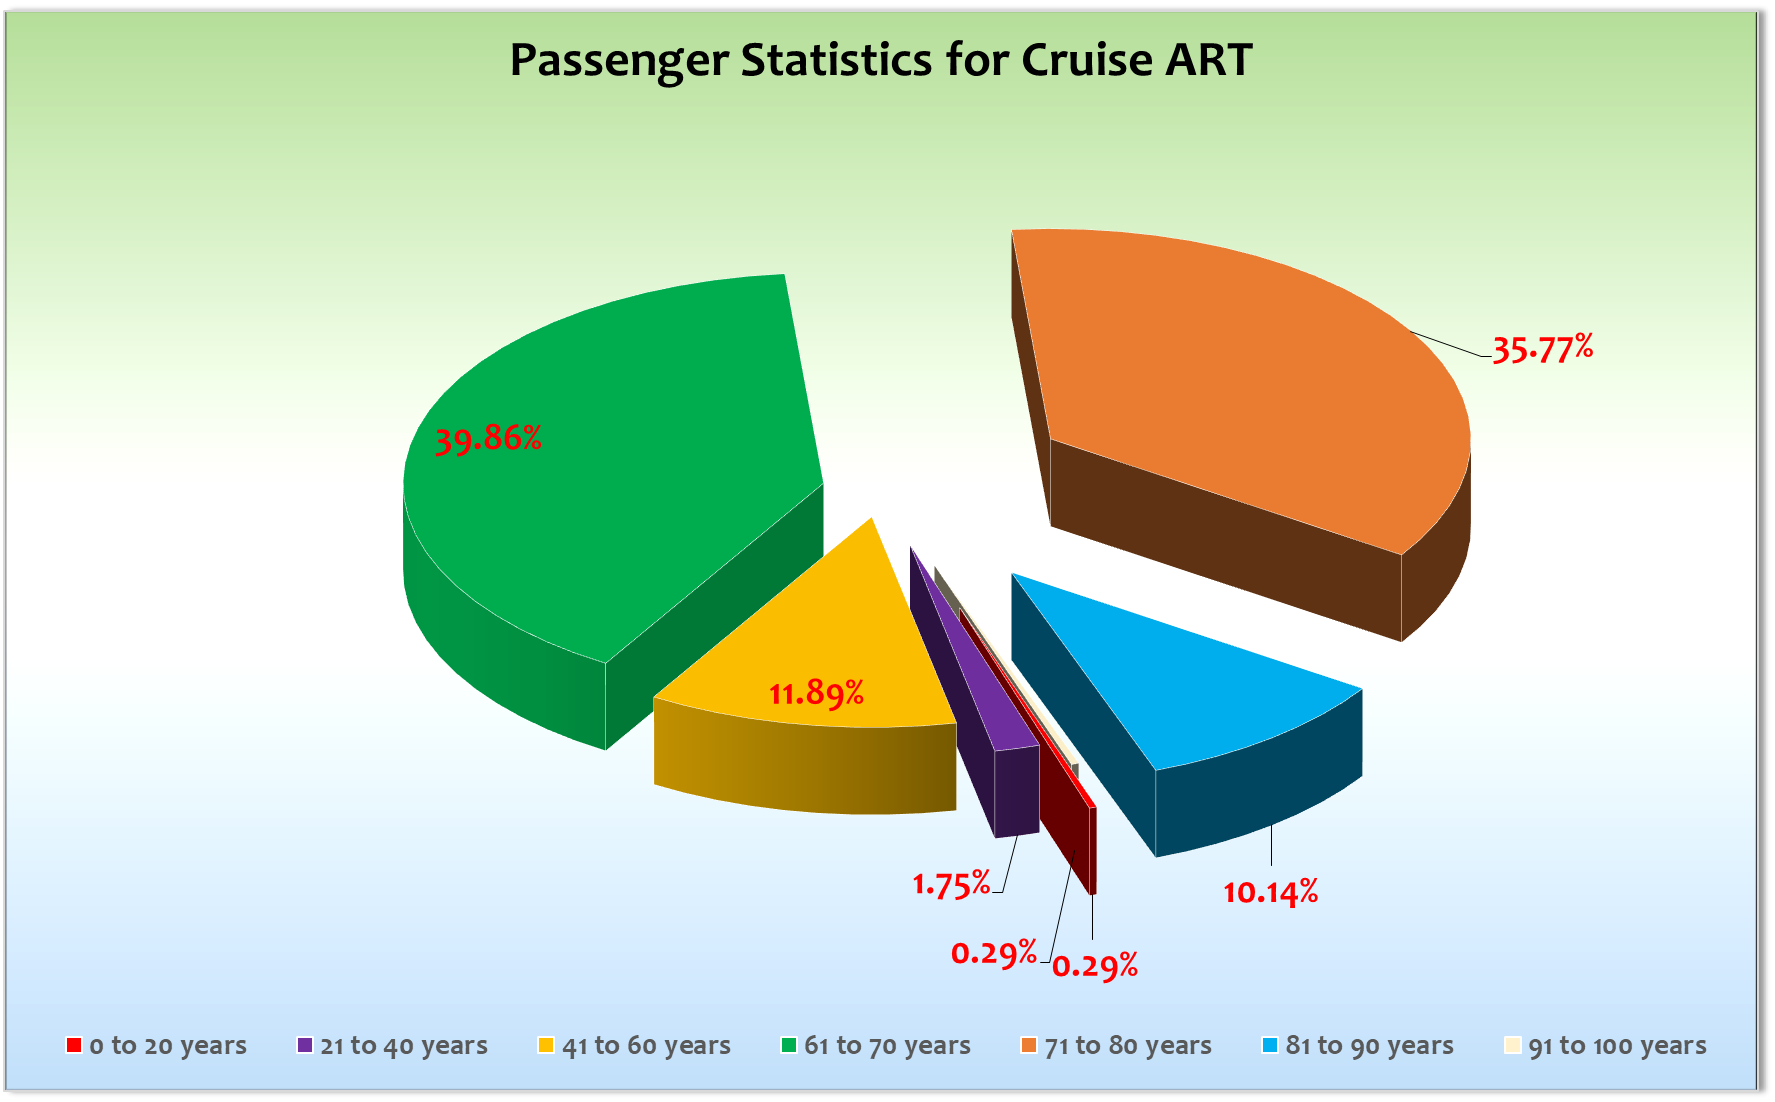 Passenger Statistics for Cruise ART
35.77%
39.86%
11.89%
1.75%
10.14%
0.29%
0.29%
0 to 20 years
21 to 40 years
41 to 60 years
61 to 70 years
71 to 80 years
81 to 90 years
91 to 100 years